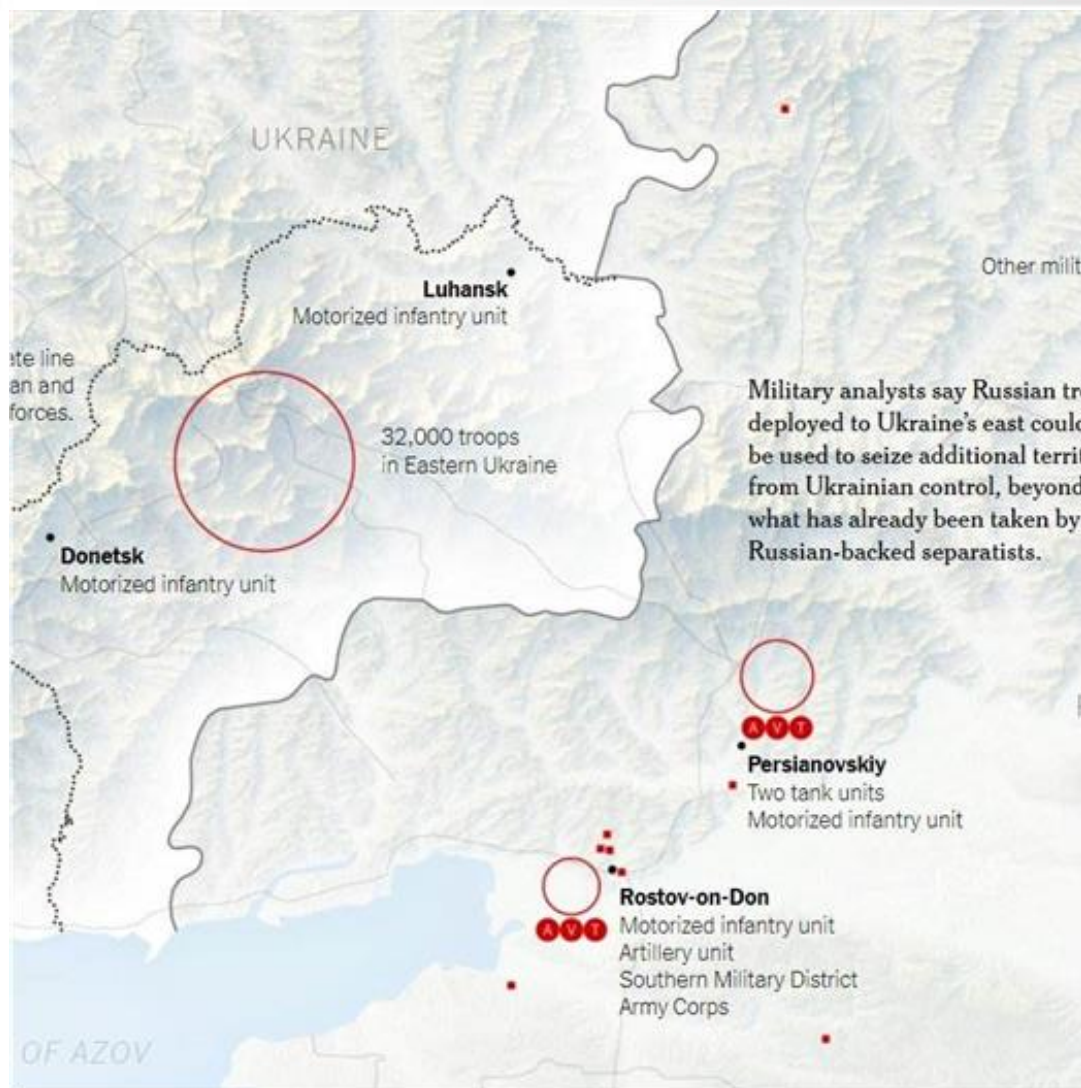 UKRAINE
Other milit
Luhansk
Motorized infantry unit
ate line
an and
forces.
32,000 troops
in Eastern Ukraine
Military analysts say Russian tro
deployed to Ukraine's east could
be used to seize additional territ
from Ukrainian control, beyond
what has already been taken by
Russian-backed separatists.
Donetsk
Motorized infantry unit
A V T
Persianovskiy
Two tank units
Motorized infantry unit
A V T
Rostov-on-Don
Motorized infantry unit
Artillery unit
Southern Military District
Army Corps
OF AZOV